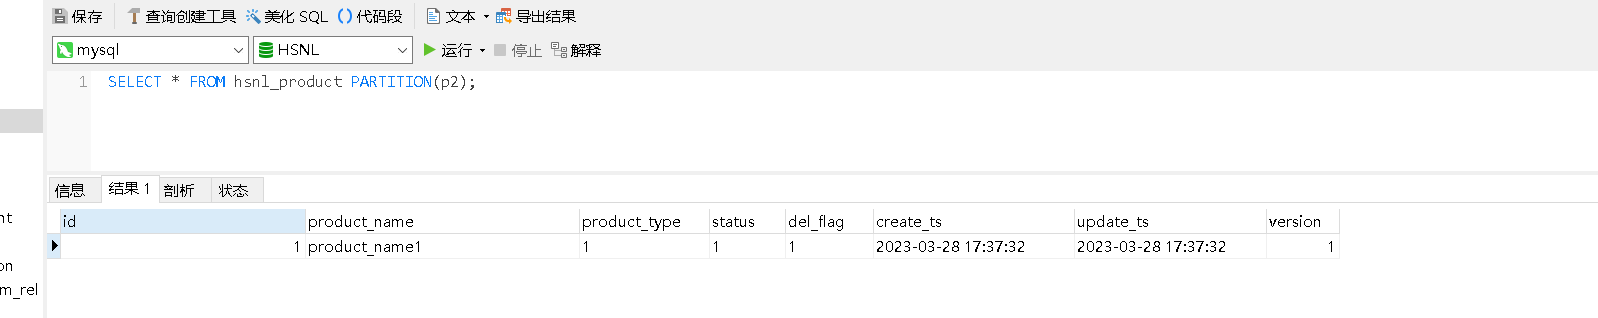 保存 查询创建工具 美化 SQL 代码段 文本 导出结果
mysql HSNL 运行 停止 解释
1 SELECT * FROM hsnl_product PARTITION(p2);
信息 结果 1 剖析 状态
nt
on
m_rel
id product_name product_type status del_flag create_ts update_ts version
1 product_name1 1 1 1 2023-03-28 17:37:32 2023-03-28 17:37:32 1